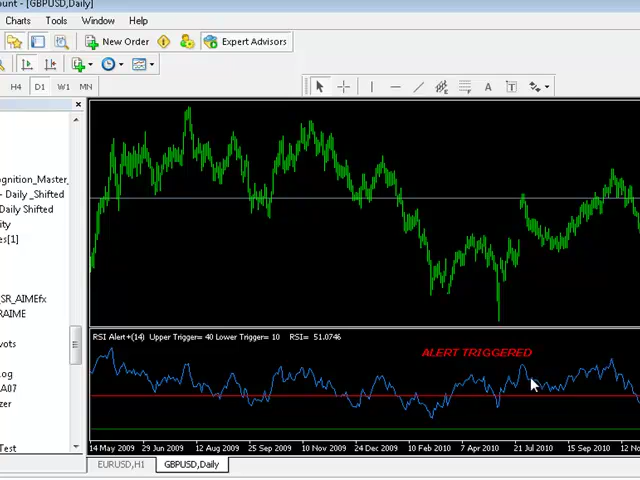 ount - [GBPUSD,Daily]
Charts Tools Window Help
New Order Expert Advisors
H4 D1 W1 MN A T
ognition_Master_
- Daily _Shifted
Daily Shifted
ity
es[1]
_SR_AIMEfx
RAIME
vots
.og
A07
zer
Test
RSI Alert+(14) Upper Trigger= 40 Lower Trigger= 10 RSI= 51.0746
ALERT TRIGGERED
14 May 2009 29 Jun 2009 12 Aug 2009 25 Sep 2009 10 Nov 2009 24 Dec 2009 10 Feb 2010 7 Apr 2010 21 Jul 2010 15 Sep 2010 12 Nov
EURUSD,H1 GBPUSD,Daily